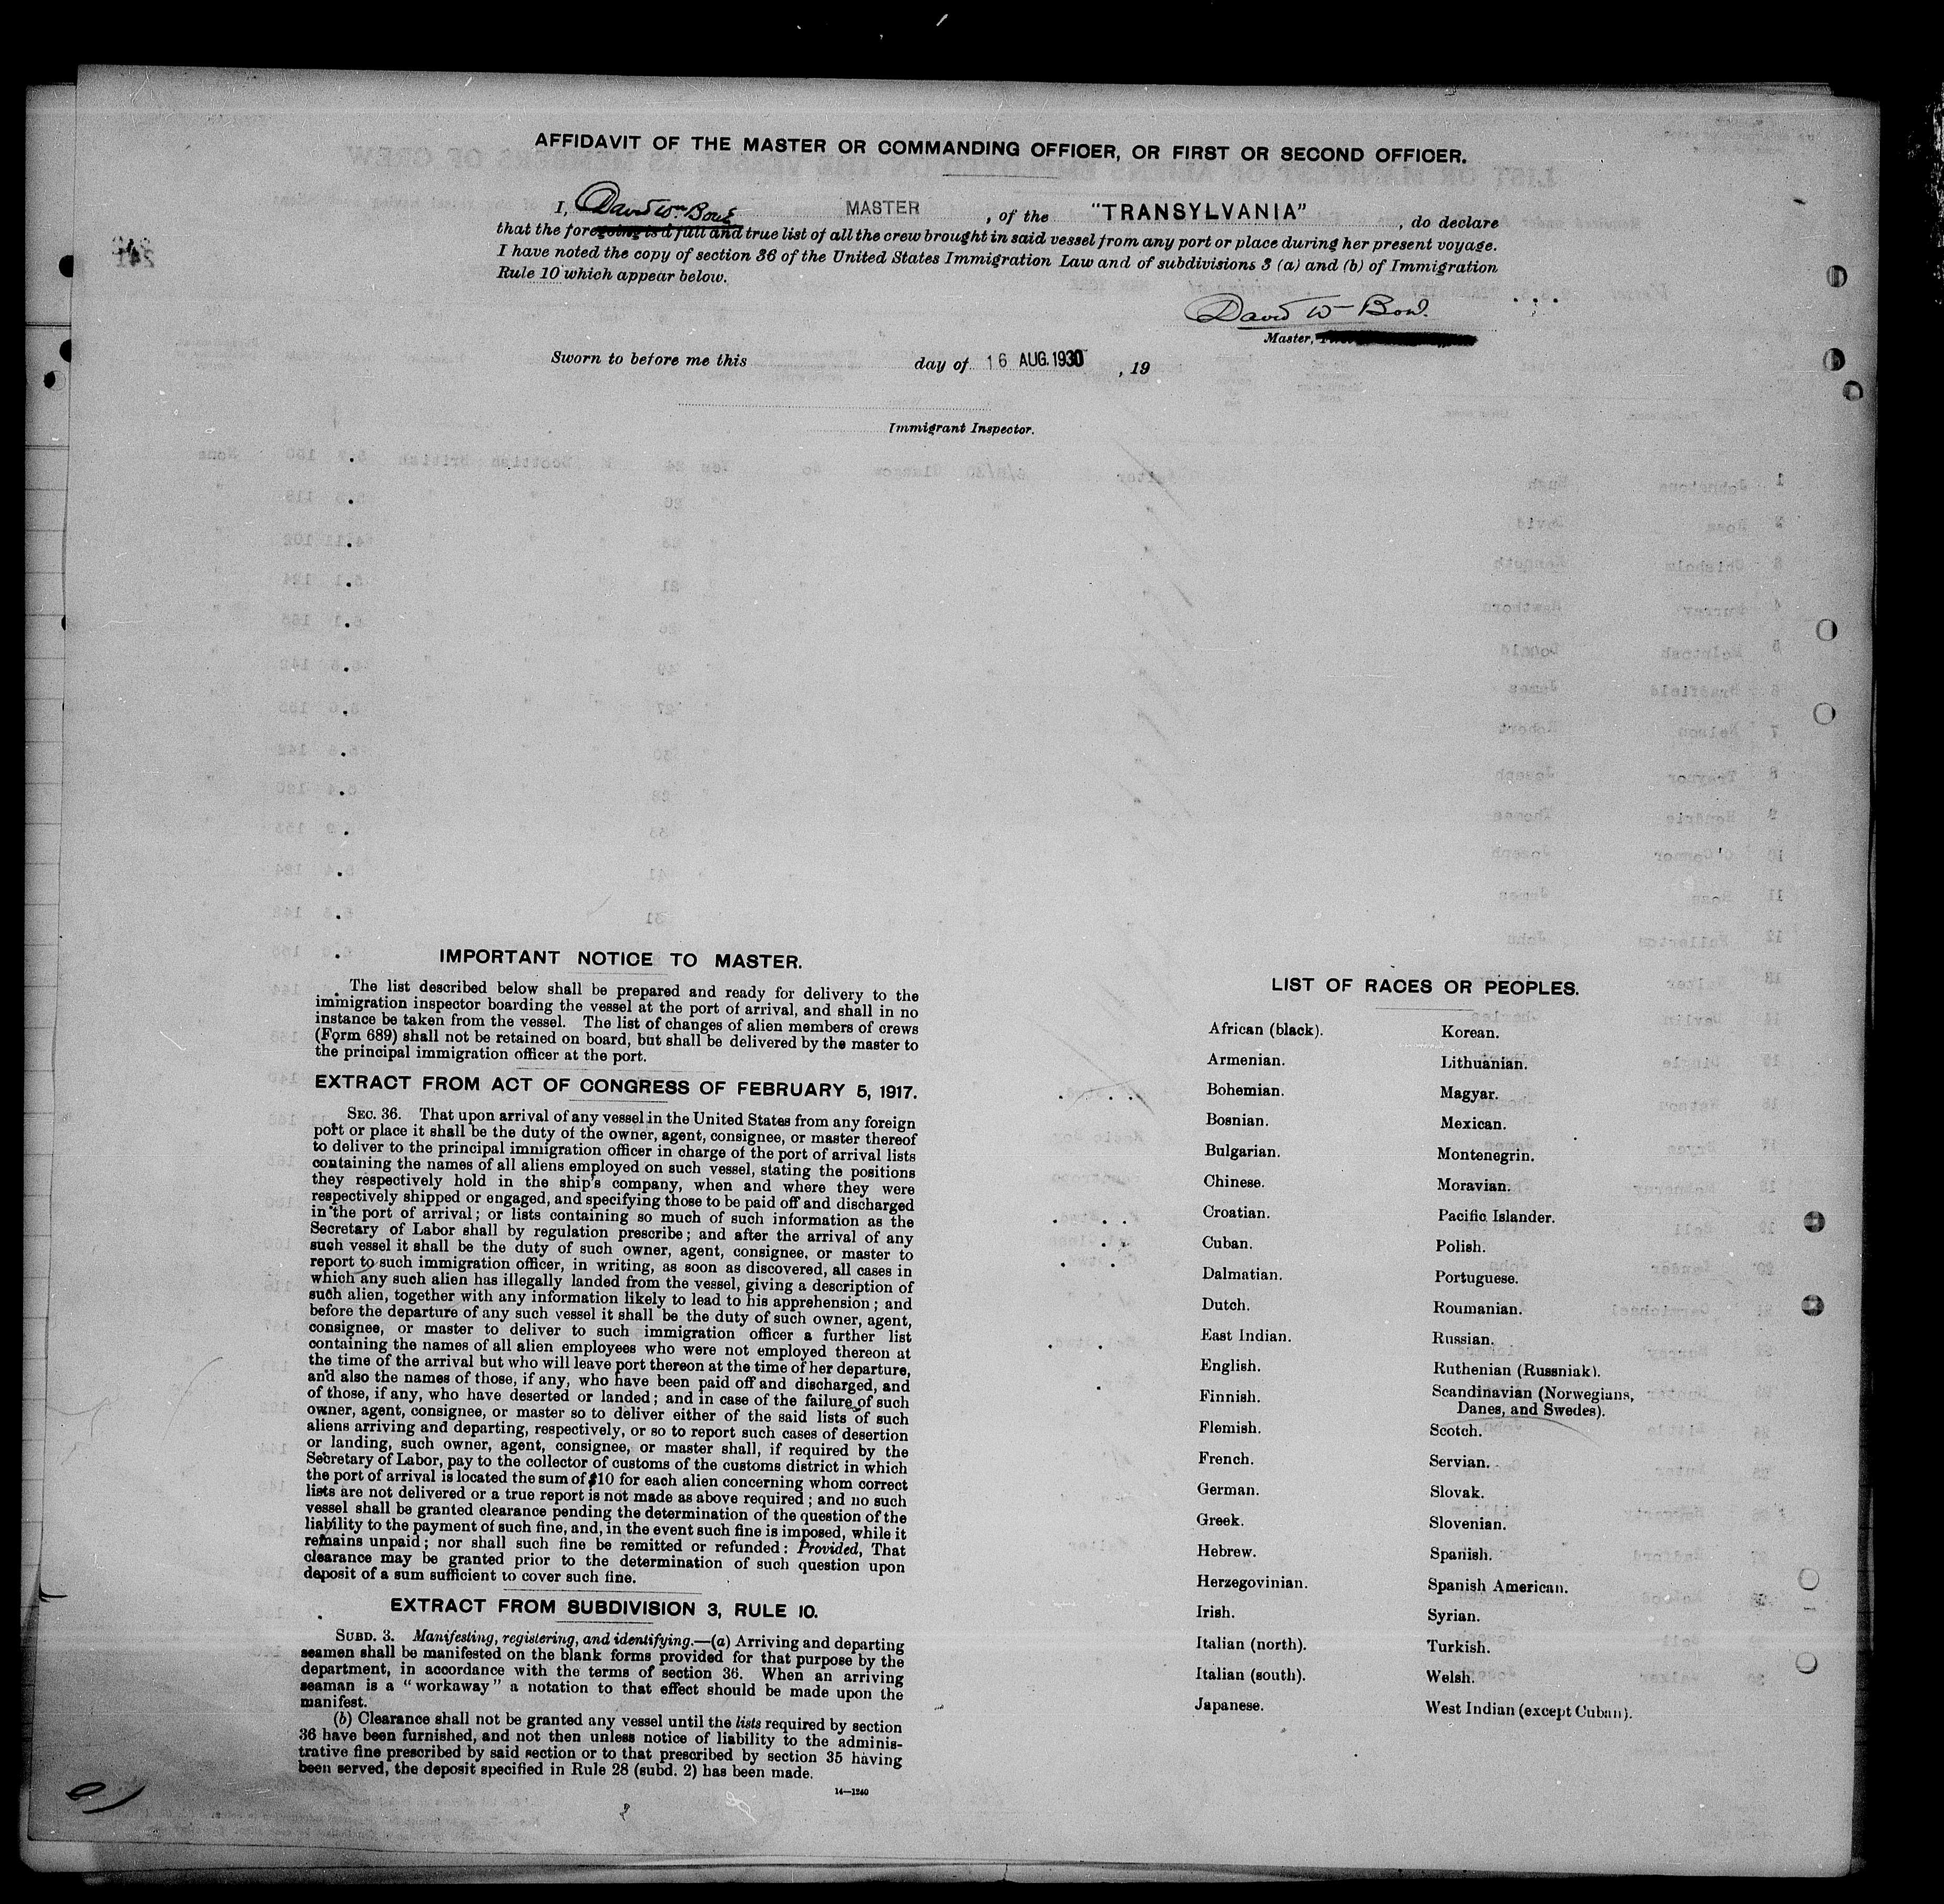 AFFIDAVIT OF THE MASTER OR COMMANDING OFFICER, OR FIRST OR SECOND OFFICER.
I, David Wm. Bone MASTER, of the "TRANSYLVANIA", do declare
that the foregoing is a full and true list of all the crew brought in said vessel from any port or place during her present voyage.
I have noted the copy of section 36 of the United States Immigration Law and of subdivisions 3 (a) and (b) of Immigration
Rule 10 which appear below.
David W Bone.
Master,
Sworn to before me this day of 16 AUG. 1930, 19
Immigrant Inspector.
IMPORTANT NOTICE TO MASTER.
The list described below shall be prepared and ready for delivery to the
immigration inspector boarding the vessel at the port of arrival, and shall in no
instance be taken from the vessel. The list of changes of alien members of crews
(Form 689) shall not be retained on board, but shall be delivered by the master to
the principal immigration officer at the port.
EXTRACT FROM ACT OF CONGRESS OF FEBRUARY 5, 1917.
SEC. 36. That upon arrival of any vessel in the United States from any foreign
port or place it shall be the duty of the owner, agent, consignee, or master thereof
to deliver to the principal immigration officer in charge of the port of arrival lists
containing the names of all aliens employed on such vessel, stating the positions
they respectively hold in the ship's company, when and where they were
respectively shipped or engaged, and specifying those to be paid off and discharged
in the port of arrival; or lists containing so much of such information as the
Secretary of Labor shall by regulation prescribe; and after the arrival of any
such vessel it shall be the duty of such owner, agent, consignee, or master to
report to such immigration officer, in writing, as soon as discovered, all cases in
which any such alien has illegally landed from the vessel, giving a description of
such alien, together with any information likely to lead to his apprehension; and
before the departure of any such vessel it shall be the duty of such owner, agent,
consignee, or master to deliver to such immigration officer a further list
containing the names of all alien employees who were not employed thereon at
the time of the arrival but who will leave port thereon at the time of her departure,
and also the names of those, if any, who have been paid off and discharged, and
of those, if any, who have deserted or landed; and in case of the failure of such
owner, agent, consignee, or master so to deliver either of the said lists of such
aliens arriving and departing, respectively, or so to report such cases of desertion
or landing, such owner, agent, consignee, or master shall, if required by the
Secretary of Labor, pay to the collector of customs of the customs district in which
the port of arrival is located the sum of $10 for each alien concerning whom correct
lists are not delivered or a true report is not made as above required; and no such
vessel shall be granted clearance pending the determination of the question of the
liability to the payment of such fine, and, in the event such fine is imposed, while it
remains unpaid; nor shall such fine be remitted or refunded: Provided, That
clearance may be granted prior to the determination of such question upon
deposit of a sum sufficient to cover such fine.
EXTRACT FROM SUBDIVISION 3, RULE 10.
SUBD. 3. Manifesting, registering, and identifying.—(a) Arriving and departing
seamen shall be manifested on the blank forms provided for that purpose by the
department, in accordance with the terms of section 36. When an arriving
seaman is a "workaway" a notation to that effect should be made upon the
manifest.
(b) Clearance shall not be granted any vessel until the lists required by section
36 have been furnished, and not then unless notice of liability to the adminis-
trative fine prescribed by said section or to that prescribed by section 35 having
been served, the deposit specified in Rule 28 (subd. 2) has been made.
14—1240
LIST OF RACES OR PEOPLES.
African (black).
Armenian.
Bohemian.
Bosnian.
Bulgarian.
Chinese.
Croatian.
Cuban.
Dalmatian.
Dutch.
East Indian.
English.
Finnish.
Flemish.
French.
German.
Greek.
Hebrew.
Herzegovinian.
Irish.
Italian (north).
Italian (south).
Japanese.
Korean.
Lithuanian.
Magyar.
Mexican.
Montenegrin.
Moravian.
Pacific Islander.
Polish.
Portuguese.
Roumanian.
Russian.
Ruthenian (Russniak).
Scandinavian (Norwegians,
Danes, and Swedes).
Scotch.
Servian.
Slovak.
Slovenian.
Spanish.
Spanish American.
Syrian.
Turkish.
Welsh.
West Indian (except Cuban).